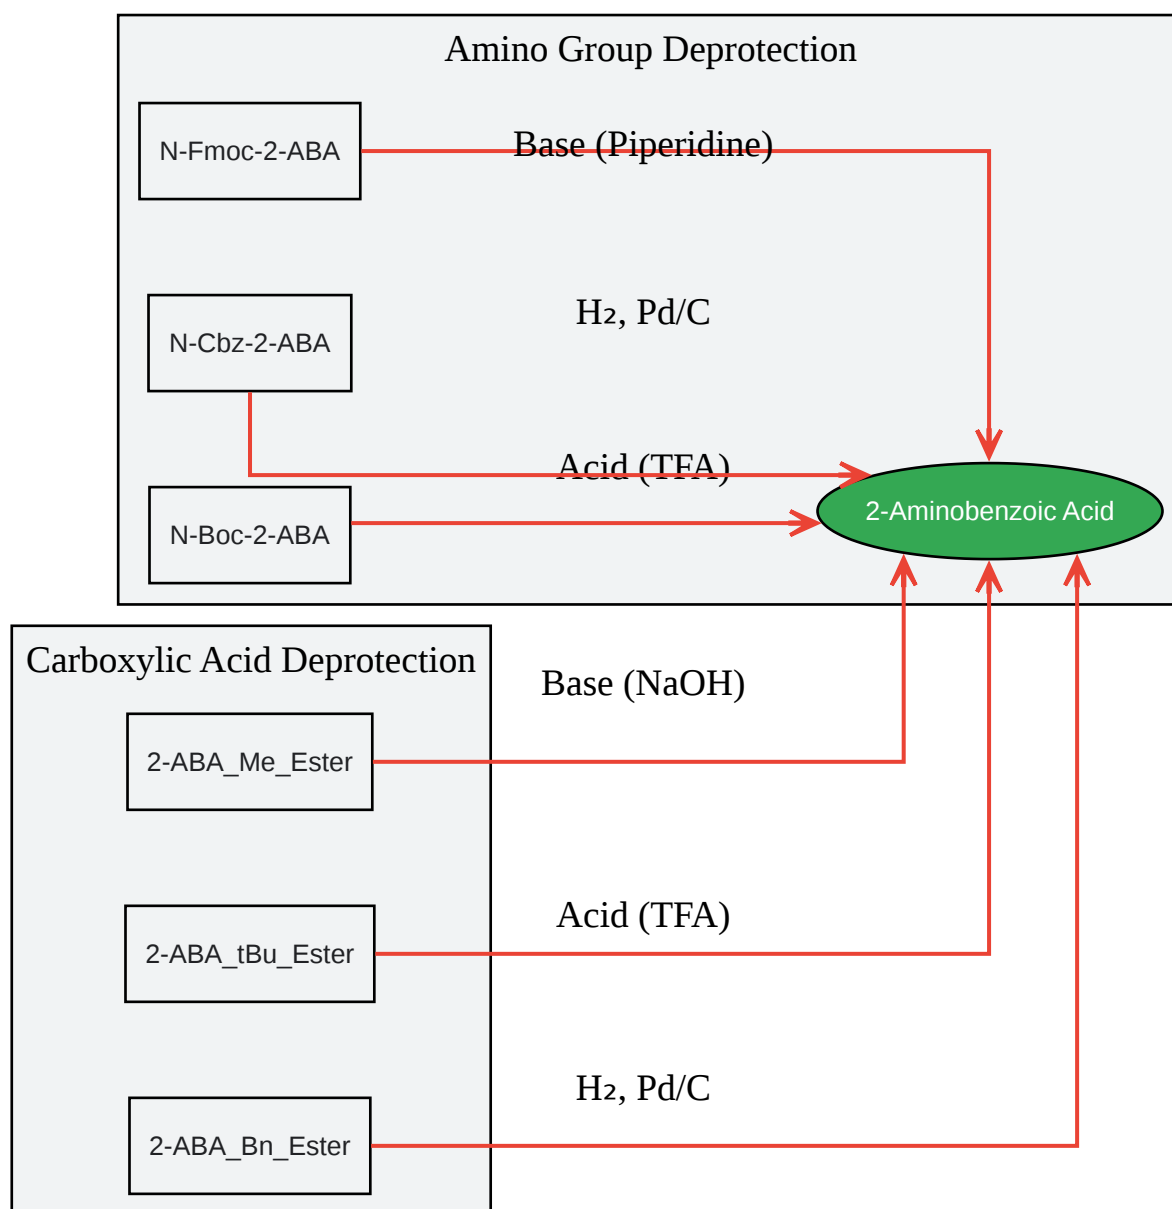 Amino Group Deprotection
N-Fmoc-2-ABA
Base (Piperidine)
H₂, Pd/C
N-Cbz-2-ABA
Acid (TFA)
N-Boc-2-ABA
2-Aminobenzoic Acid
Carboxylic Acid Deprotection
Base (NaOH)
2-ABA_Me_Ester
Acid (TFA)
2-ABA_tBu_Ester
H₂, Pd/C
2-ABA_Bn_Ester